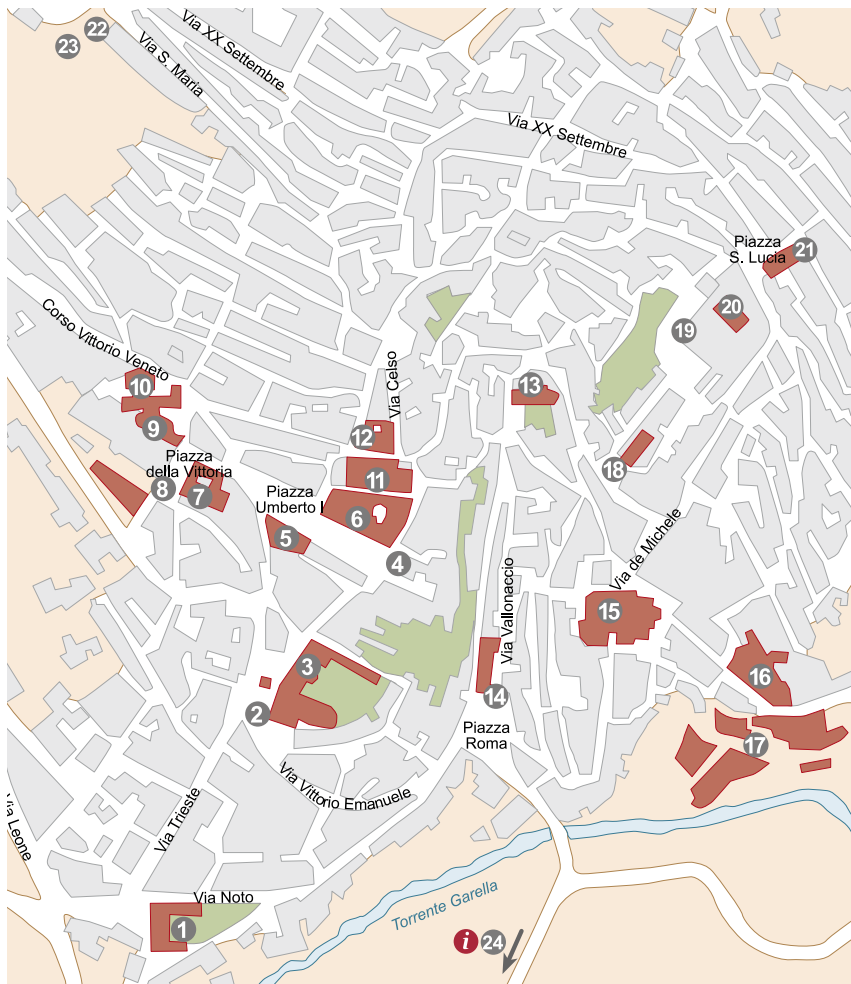 22
23
Via XX Settembre
Via S. Maria
Via XX Settembre
Piazza
S. Lucia
21
20
19
Corso Vittorio Veneto
10
9
Via Celso
13
12
18
Piazza
della Vittoria
8
7
11
Piazza
Umberto I
6
5
4
Via de Michele
Via Vallonaccio
15
3
16
2
14
Piazza
Roma
17
Via Vittorio Emanuele
Via Trieste
Via Leone
Via Noto
1
Torrente Garella
i 24